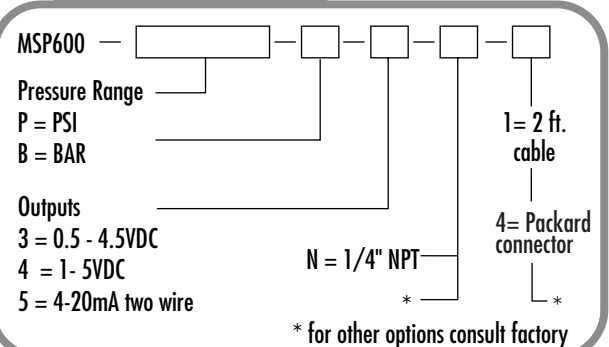 MSP600 — - - - -
Pressure Range
P = PSI
B = BAR
1= 2 ft.
cable
Outputs
3 = 0.5 - 4.5VDC
4 = 1- 5VDC
5 = 4-20mA two wire
N = 1/4" NPT
*
4= Packard
connector
*
* for other options consult factory